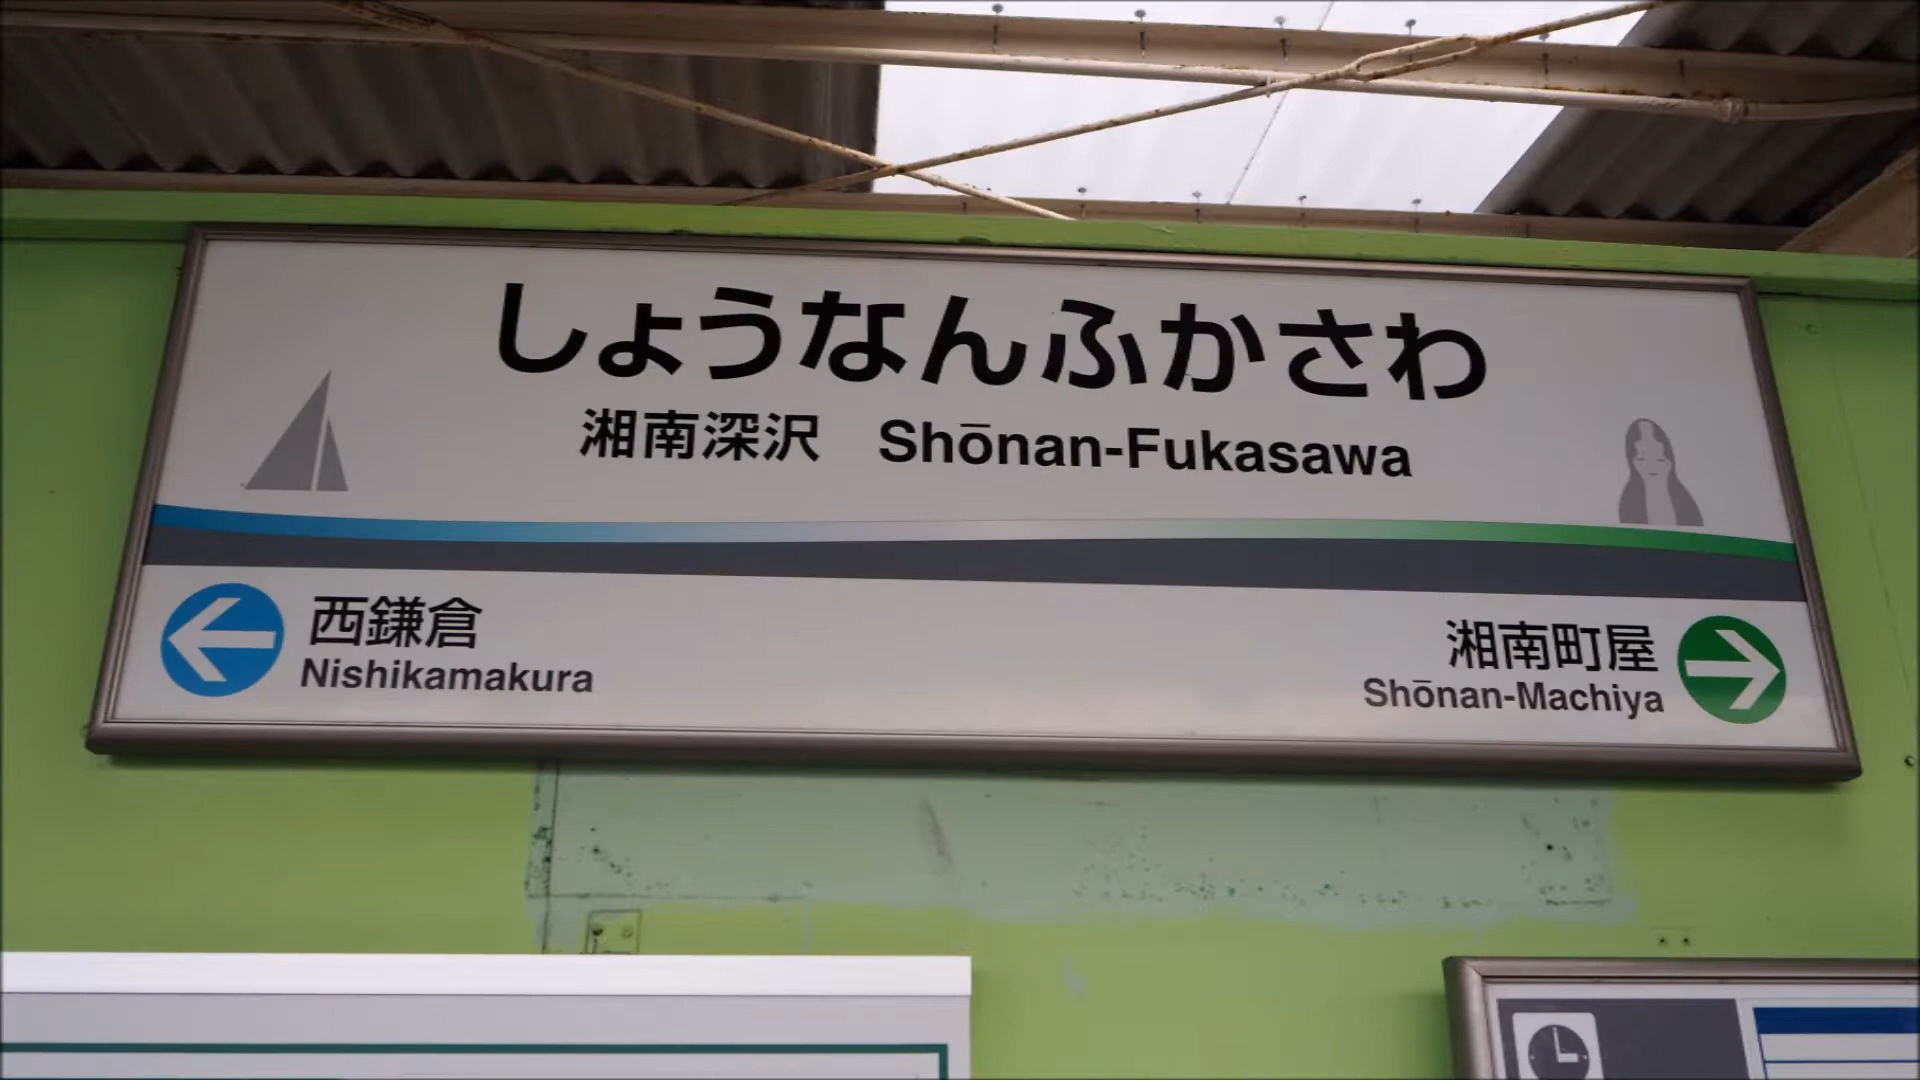 しょうなんふかさわ
湘南深沢 Shōnan-Fukasawa
西鎌倉
Nishikamakura
湘南町屋
Shōnan-Machiya